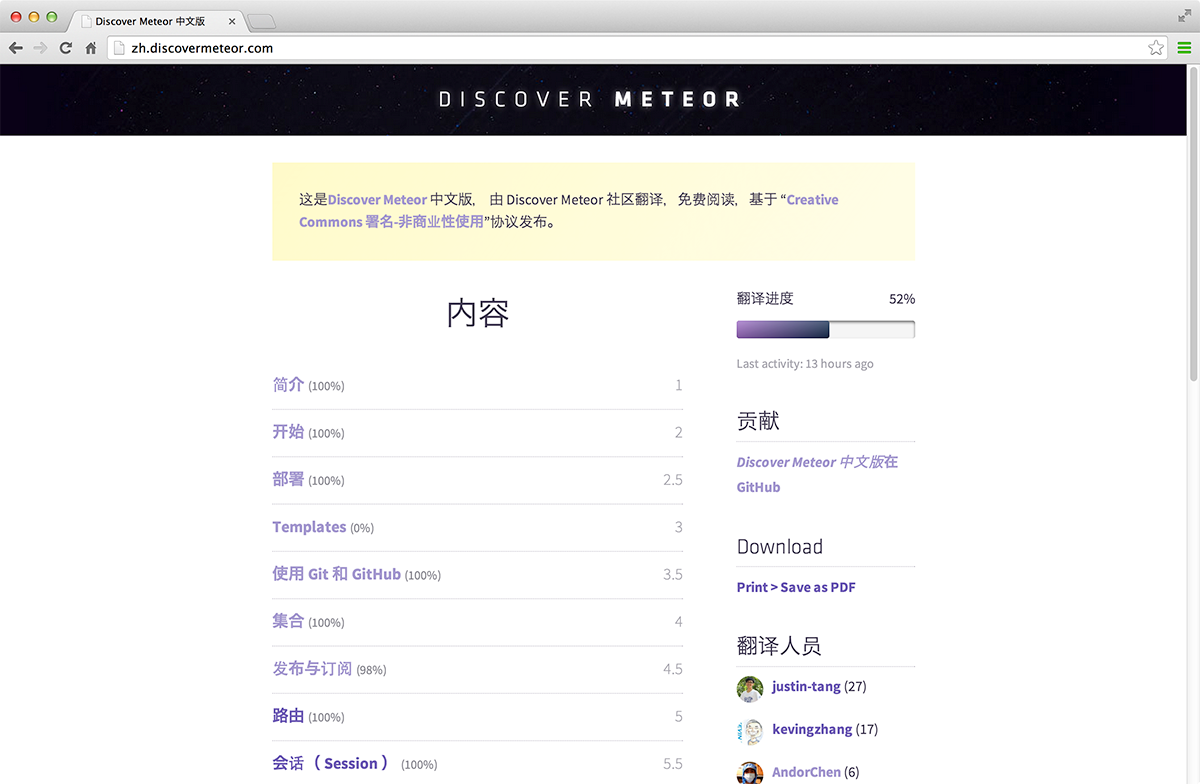 Discover Meteor 中文版
zh.discovermeteor.com
DISCOVER METEOR
这是Discover Meteor 中文版， 由 Discover Meteor 社区翻译，免费阅读，基于 “Creative
Commons 署名-非商业性使用”协议发布。
内容
简介 (100%) 1
开始 (100%) 2
部署 (100%) 2.5
Templates (0%) 3
使用 Git 和 GitHub (100%) 3.5
集合 (100%) 4
发布与订阅 (98%) 4.5
路由 (100%) 5
会话（ Session ） (100%) 5.5
翻译进度 52%
Last activity: 13 hours ago
贡献
Discover Meteor 中文版在
GitHub
Download
Print > Save as PDF
翻译人员
justin-tang (27)
kevingzhang (17)
AndorChen (6)